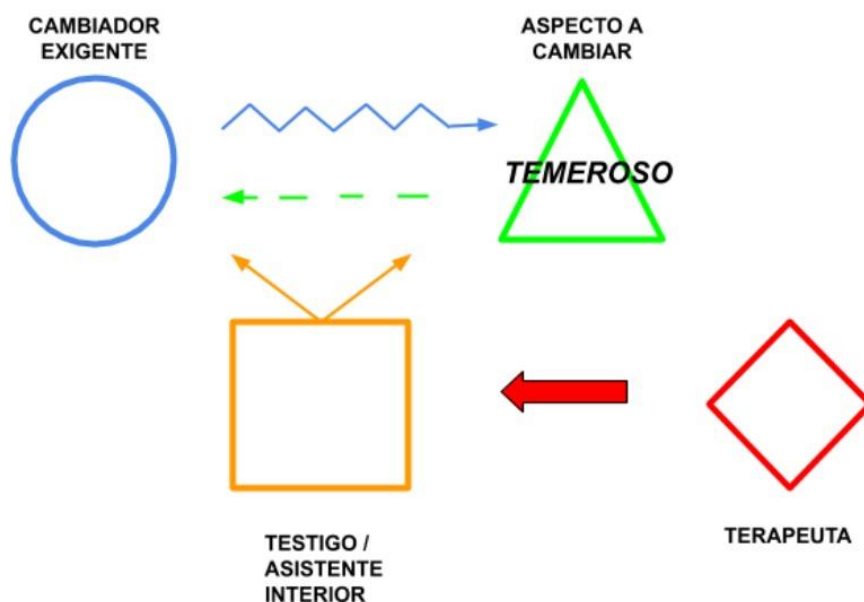 CAMBIADOR
EXIGENTE
ASPECTO A
CAMBIAR
TEMEROSO
TESTIGO /
ASISTENTE
INTERIOR
TERAPEUTA